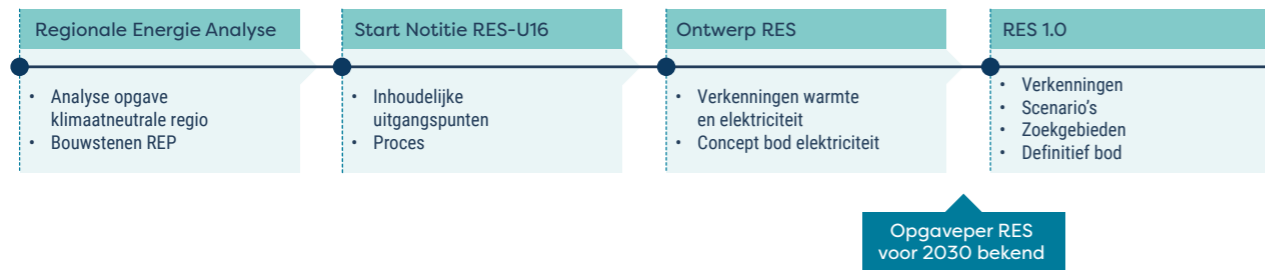 Regionale Energie Analyse
• Analyse opgave
klimaatneutrale regio
• Bouwstenen REP
Start Notitie RES-U16
• Inhoudelijke
uitgangspunten
• Proces
Ontwerp RES
• Verkenningen warmte
en elektriciteit
• Concept bod elektriciteit
RES 1.0
• Verkenningen
• Scenario's
• Zoekgebieden
• Definitief bod
Opgaveper RES
voor 2030 bekend